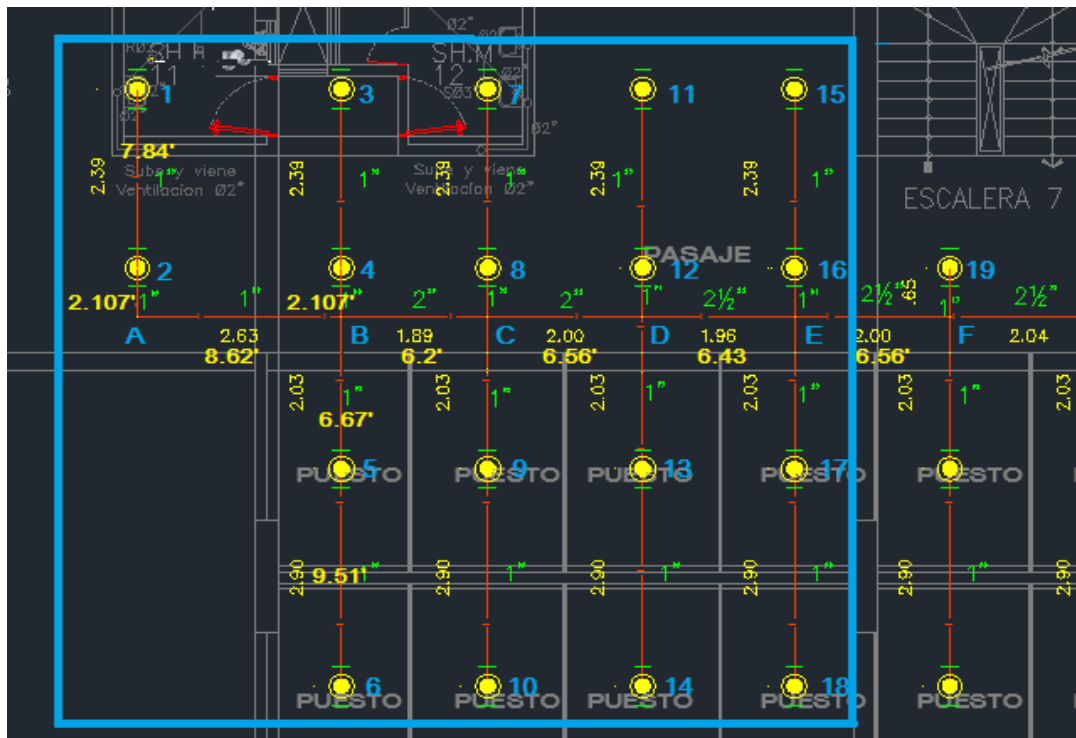 Ø2"
RØ2"
SH.H
11
SH.M
12
Ø2"
SØ3
Ø2"
Ø2"
1 3 7 11 15
7.84'
2.39 1" 2.39 1" 2.39 1" 2.39 1" 2.39 1"
Sube y viene
Ventilacion Ø2"
Sube y viene
Ventilacion Ø2"
ESCALERA 7
PASAJE
2 4 8 12 16 19
2.107' 1" 1" 2.107' 1" 2" 1" 2" 1" 2½" 1" 2½" .65 1" 2½"
A B C D E F
2.63 1.89 2.00 1.96 2.00 2.04
8.62' 6.2' 6.56' 6.43 6.56'
2.03 1" 2.03 1" 2.03 1" 2.03 1" 2.03 1" 2.03
6.67'
5 9 13 17
PUESTO PUESTO PUESTO PUESTO PUESTO
2.90 9.51' 1" 2.90 1" 2.90 1" 2.90 1" 2.90 1" 2.90
6 10 14 18
PUESTO PUESTO PUESTO PUESTO PUESTO